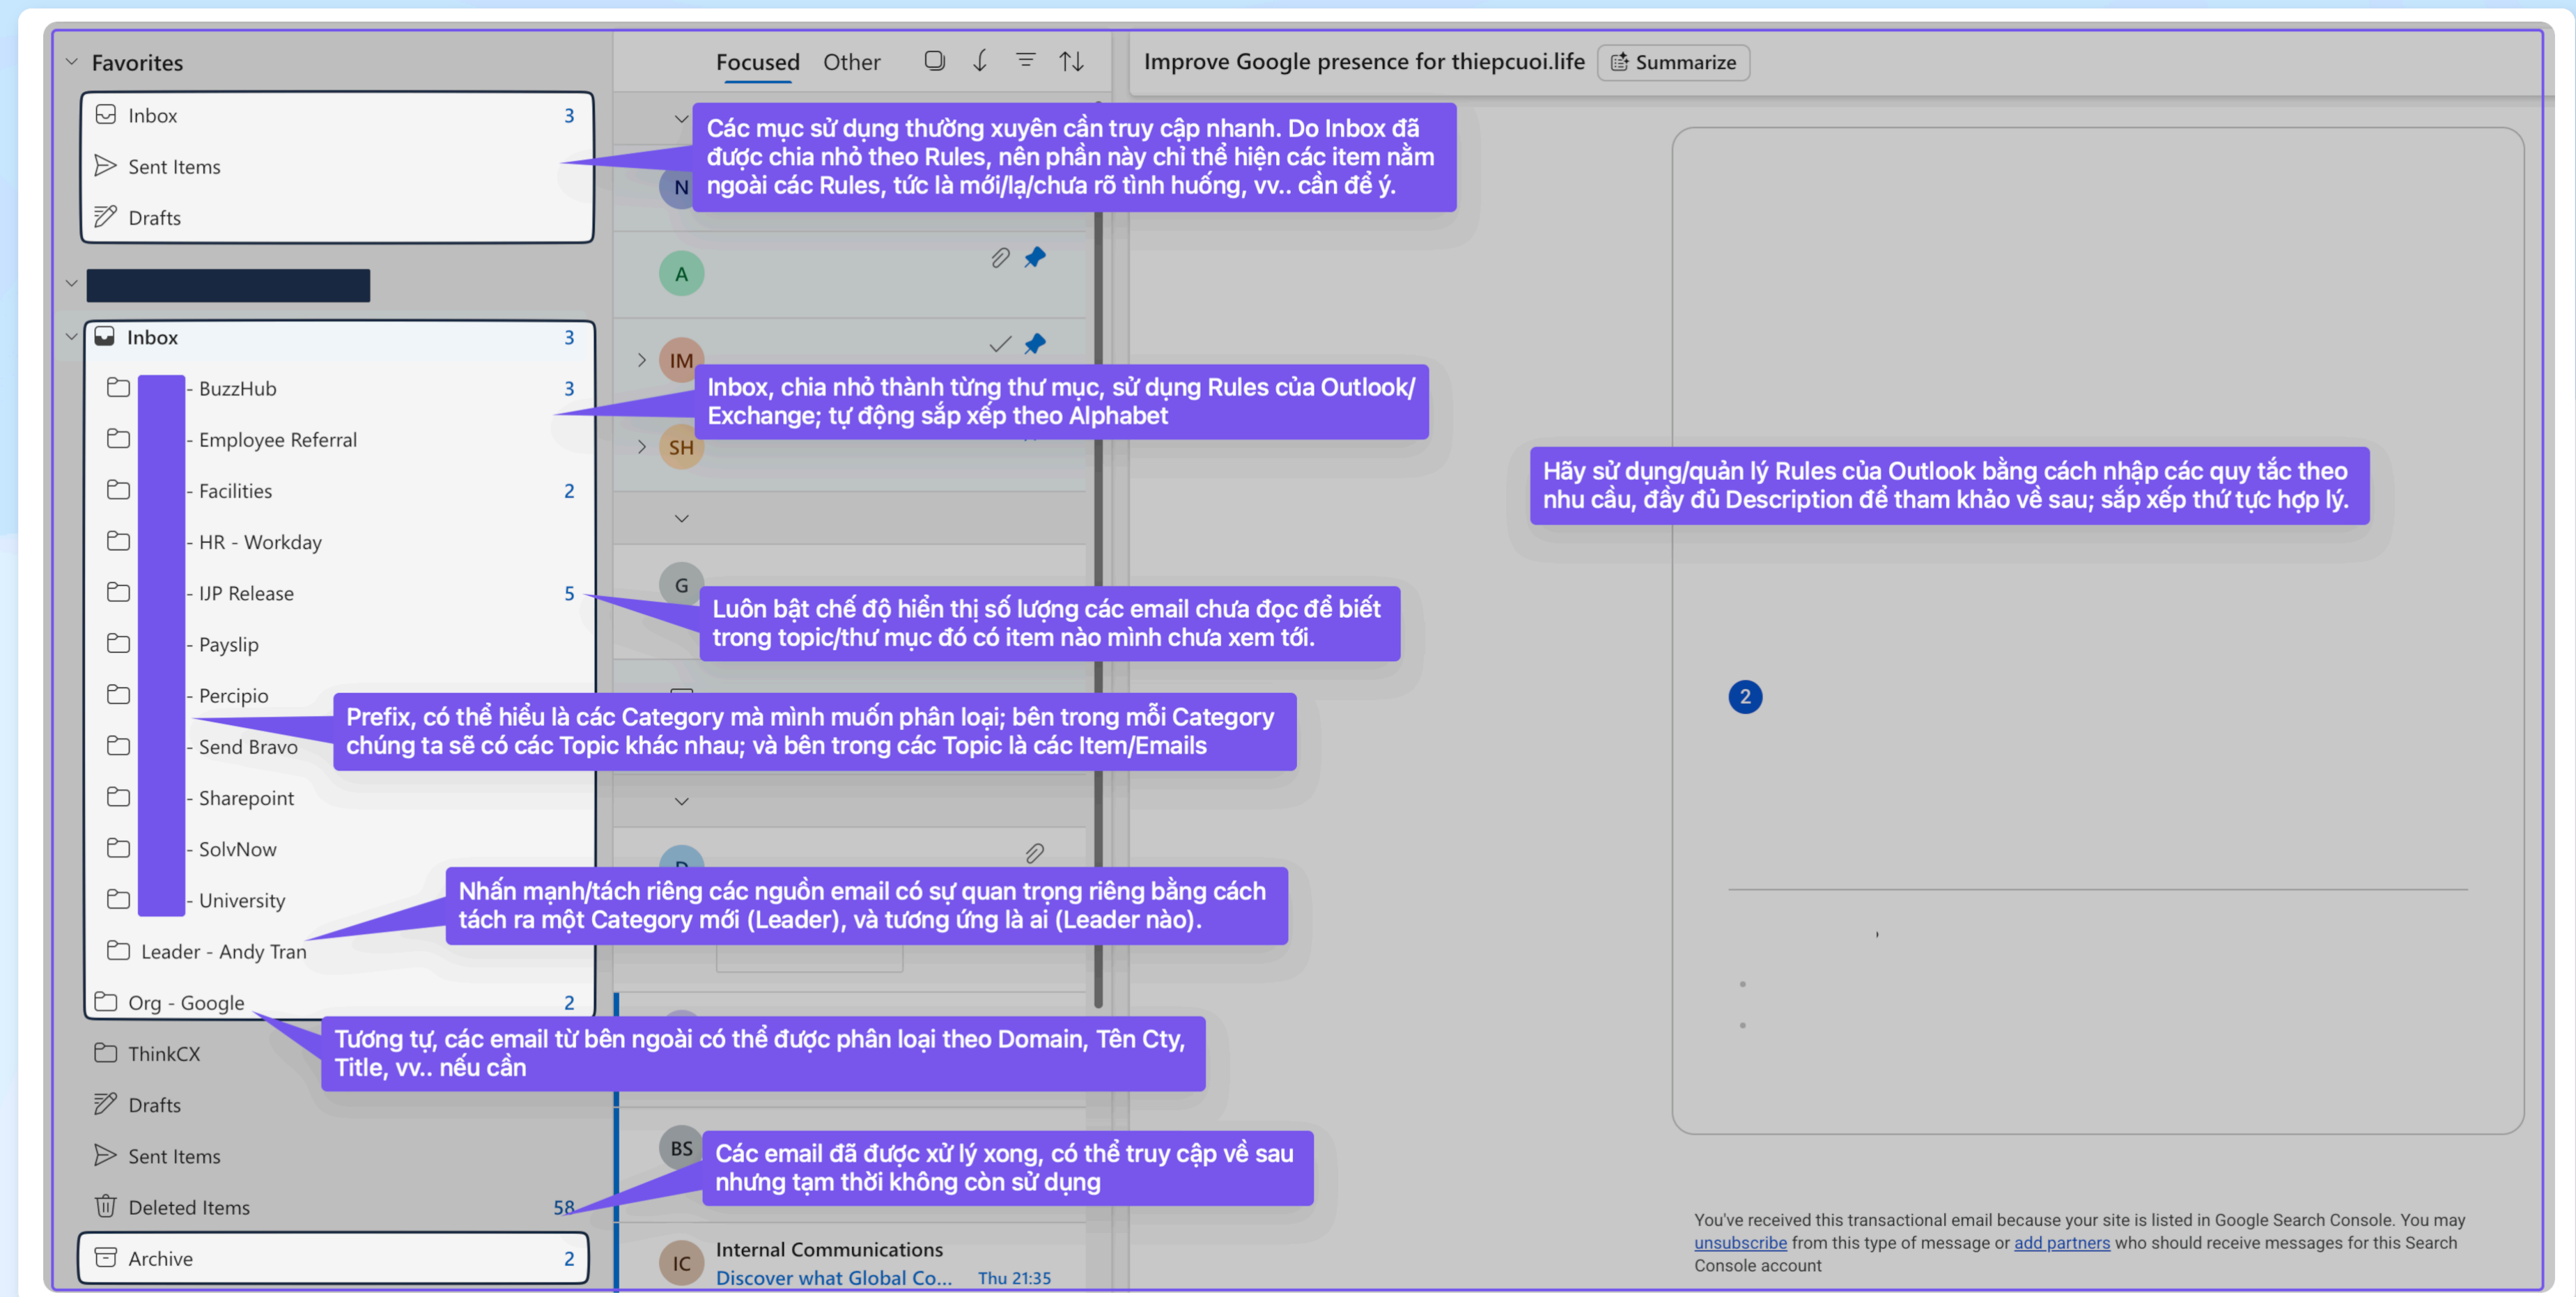 Favorites
Inbox 3
Sent Items
Drafts
Inbox 3
- BuzzHub 3
- Employee Referral
- Facilities 2
- HR - Workday
- IJP Release 5
- Payslip
- Percipio
- Send Bravo
- Sharepoint
- SolvNow
- University
Leader - Andy Tran
Org - Google 2
ThinkCX
Drafts
Sent Items
Deleted Items 58
Archive 2
Focused Other
N
A
IM
SH
G
D
BS
IC
Internal Communications
Discover what Global Co... Thu 21:35
Các mục sử dụng thường xuyên cần truy cập nhanh. Do Inbox đã
được chia nhỏ theo Rules, nên phần này chỉ thể hiện các item nằm
ngoài các Rules, tức là mới/lạ/chưa rõ tình huống, vv.. cần để ý.
Inbox, chia nhỏ thành từng thư mục, sử dụng Rules của Outlook/
Exchange; tự động sắp xếp theo Alphabet
Luôn bật chế độ hiển thị số lượng các email chưa đọc để biết
trong topic/thư mục đó có item nào mình chưa xem tới.
Prefix, có thể hiểu là các Category mà mình muốn phân loại; bên trong mỗi Category
chúng ta sẽ có các Topic khác nhau; và bên trong các Topic là các Item/Emails
Nhấn mạnh/tách riêng các nguồn email có sự quan trọng riêng bằng cách
tách ra một Category mới (Leader), và tương ứng là ai (Leader nào).
Tương tự, các email từ bên ngoài có thể được phân loại theo Domain, Tên Cty,
Title, vv.. nếu cần
Các email đã được xử lý xong, có thể truy cập về sau
nhưng tạm thời không còn sử dụng
Improve Google presence for thiepcuoi.life Summarize
Hãy sử dụng/quản lý Rules của Outlook bằng cách nhập các quy tắc theo
nhu cầu, đầy đủ Description để tham khảo về sau; sắp xếp thứ tực hợp lý.
2
You've received this transactional email because your site is listed in Google Search Console. You may
unsubscribe from this type of message or add partners who should receive messages for this Search
Console account